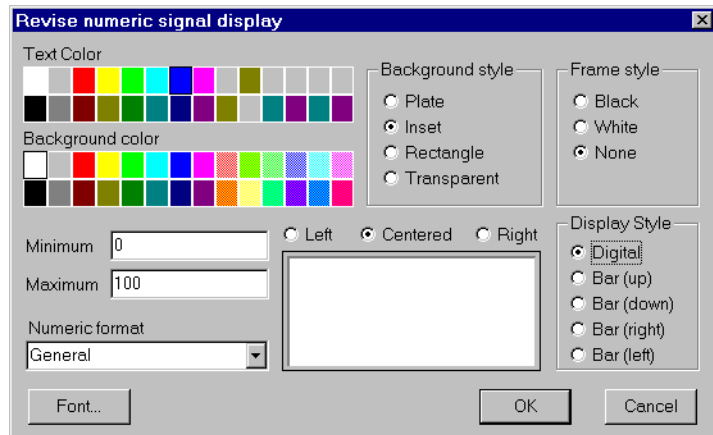 Revise numeric signal display
Text Color
Background color
Background style
Plate
Inset
Rectangle
Transparent
Frame style
Black
White
None
Minimum 0
Maximum 100
Numeric format
General
Left Centered Right
Display Style
Digital
Bar (up)
Bar (down)
Bar (right)
Bar (left)
Font...
OK
Cancel